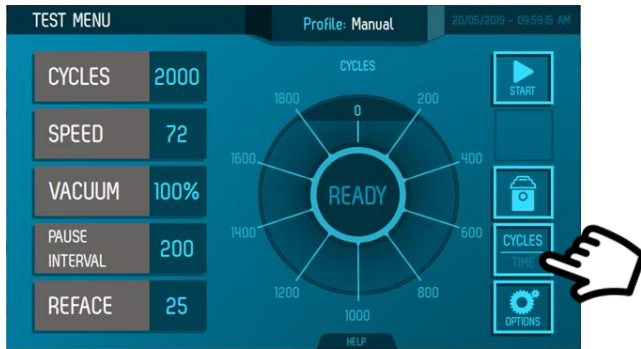 TEST MENU
Profile: Manual
20/05/2019 - 09:59:15 AM
CYCLES 2000
SPEED 72
VACUUM 100%
PAUSE
INTERVAL
200
REFACE 25
CYCLES
0
200
400
600
800
1000
1200
1400
1600
1800
READY
START
CYCLES
TIME
OPTIONS
HELP